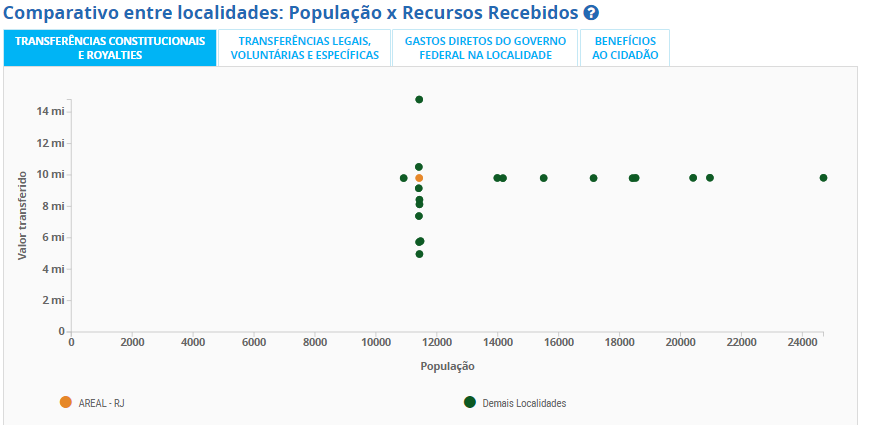 Comparativo entre localidades: População x Recursos Recebidos ?
TRANSFERÊNCIAS CONSTITUCIONAIS
E ROYALTIES
TRANSFERÊNCIAS LEGAIS,
VOLUNTÁRIAS E ESPECÍFICAS
GASTOS DIRETOS DO GOVERNO
FEDERAL NA LOCALIDADE
BENEFÍCIOS
AO CIDADÃO
Valor transferido
14 mi
12 mi
10 mi
8 mi
6 mi
4 mi
2 mi
0
0 2000 4000 6000 8000 10000 12000 14000 16000 18000 20000 22000 24000
População
AREAL - RJ
Demais Localidades